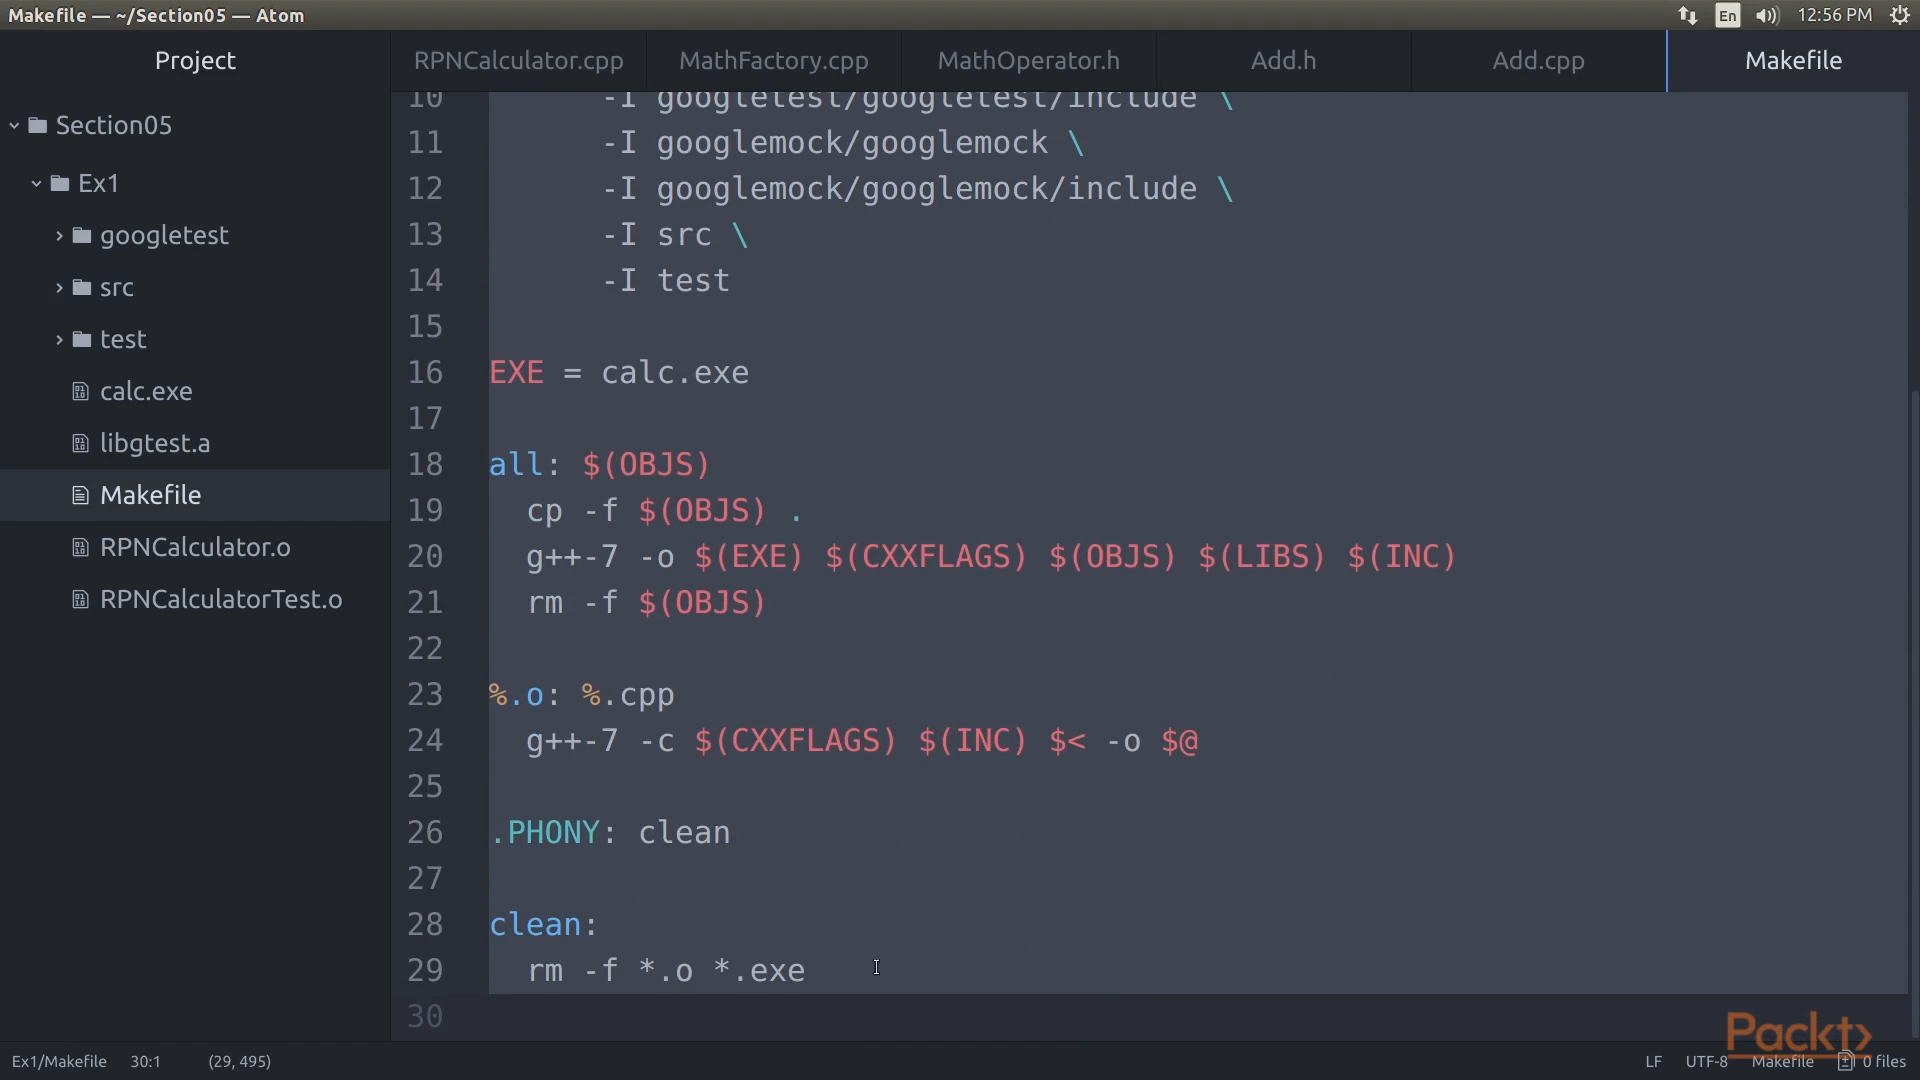 Makefile — ~/Section05 — Atom
En
12:56 PM
Project
RPNCalculator.cpp
MathFactory.cpp
MathOperator.h
Add.h
Add.cpp
Makefile
Section05
Ex1
googletest
src
test
calc.exe
libgtest.a
Makefile
RPNCalculator.o
RPNCalculatorTest.o
10 -I googletest/googletest/include \
11 -I googlemock/googlemock \
12 -I googlemock/googlemock/include \
13 -I src \
14 -I test
15
16 EXE = calc.exe
17
18 all: $(OBJS)
19 cp -f $(OBJS) .
20 g++-7 -o $(EXE) $(CXXFLAGS) $(OBJS) $(LIBS) $(INC)
21 rm -f $(OBJS)
22
23 %.o: %.cpp
24 g++-7 -c $(CXXFLAGS) $(INC) $< -o $@
25
26 .PHONY: clean
27
28 clean:
29 rm -f *.o *.exe
30
Packt>
Ex1/Makefile 30:1 (29, 495)
LF UTF-8 Makefile 0 files